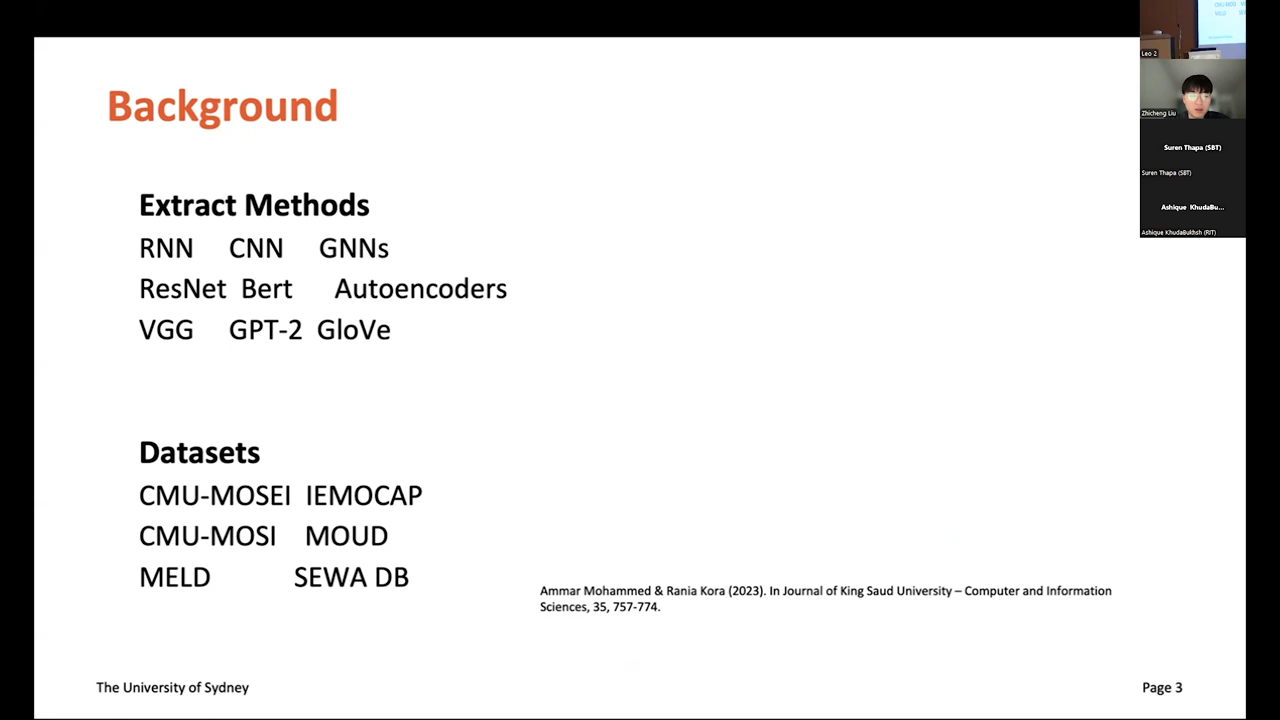 Background
Extract Methods
RNN CNN GNNs
ResNet Bert Autoencoders
VGG GPT-2 GloVe
Datasets
CMU-MOSEI IEMOCAP
CMU-MOSI MOUD
MELD SEWA DB
Ammar Mohammed & Rania Kora (2023). In Journal of King Saud University – Computer and Information
Sciences, 35, 757-774.
The University of Sydney
Page 3
Leo 2
Zhicheng Liu
Suren Thapa (SBT)
Suren Thapa (SBT)
Ashique KhudaBu...
Ashique KhudaBukhsh (RIT)